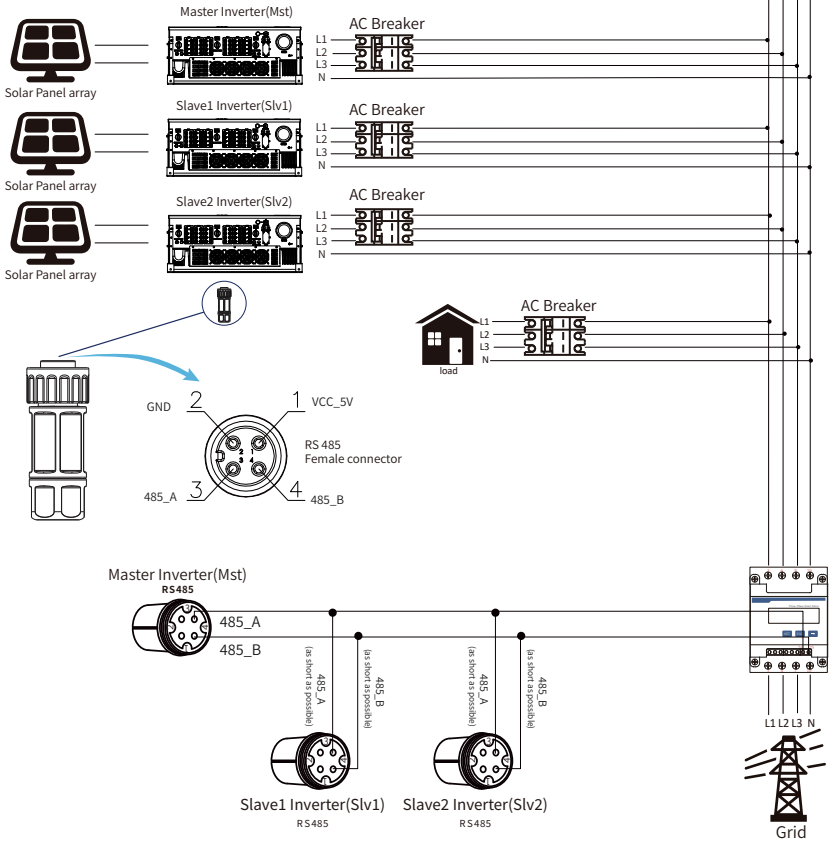 Master Inverter(Mst)
AC Breaker
L1
L2
L3
N
Solar Panel array
Slave1 Inverter(Slv1)
AC Breaker
L1
L2
L3
N
Solar Panel array
Slave2 Inverter(Slv2)
AC Breaker
L1
L2
L3
N
Solar Panel array
AC Breaker
L1
L2
L3
N
load
2
1
GND
VCC_5V
2
1
3
4
RS 485
Female connector
3
4
485_A
485_B
Master Inverter(Mst)
RS485
485_A
485_B
485_A
(as short as possible)
485_B
(as short as possible)
485_A
(as short as possible)
485_B
(as short as possible)
L1 L2 L3 N
Slave1 Inverter(Slv1)
RS485
Slave2 Inverter(Slv2)
RS485
Grid